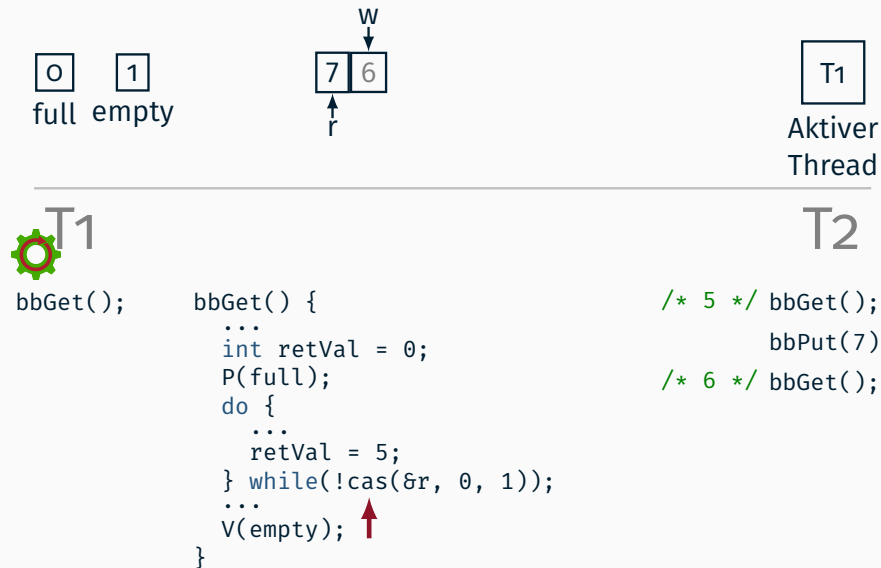 w
0 1 7 6 T1
full empty r Aktiver
Thread
T1 T2
bbGet(); bbGet() { /* 5 */ bbGet();
...
int retVal = 0; bbPut(7)
P(full);
do { /* 6 */ bbGet();
...
retVal = 5;
} while(!cas(&r, 0, 1));
...
V(empty);
}